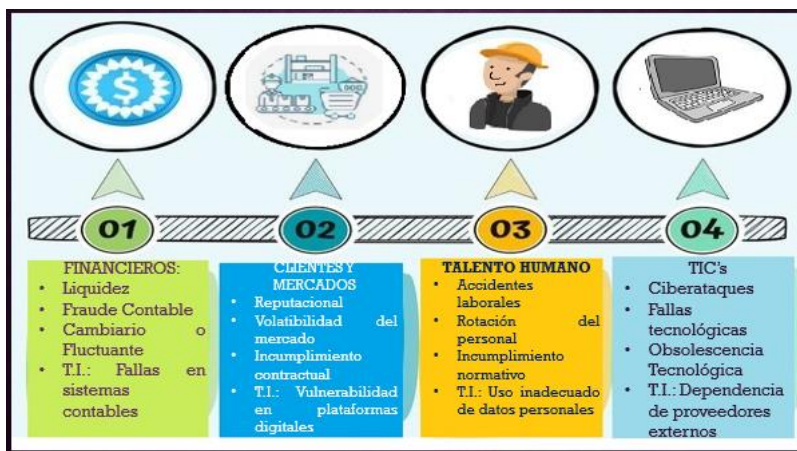 01
FINANCIEROS:
• Liquidez
• Fraude Contable
• Cambiario o
Fluctuante
• T.I.: Fallas en
sistemas
contables
02
CLIENTES Y
MERCADOS
• Reputacional
• Volatibilidad del
mercado
• Incumplimiento
contractual
• T.I.: Vulnerabilidad
en plataformas
digitales
03
TALENTO HUMANO
• Accidentes
laborales
• Rotación del
personal
• Incumplimiento
normativo
• T.I.: Uso inadecuado
de datos personales
04
TIC's
• Ciberataques
• Fallas
tecnológicas
• Obsolescencia
Tecnológica
• T.I.: Dependencia
de proveedores
externos